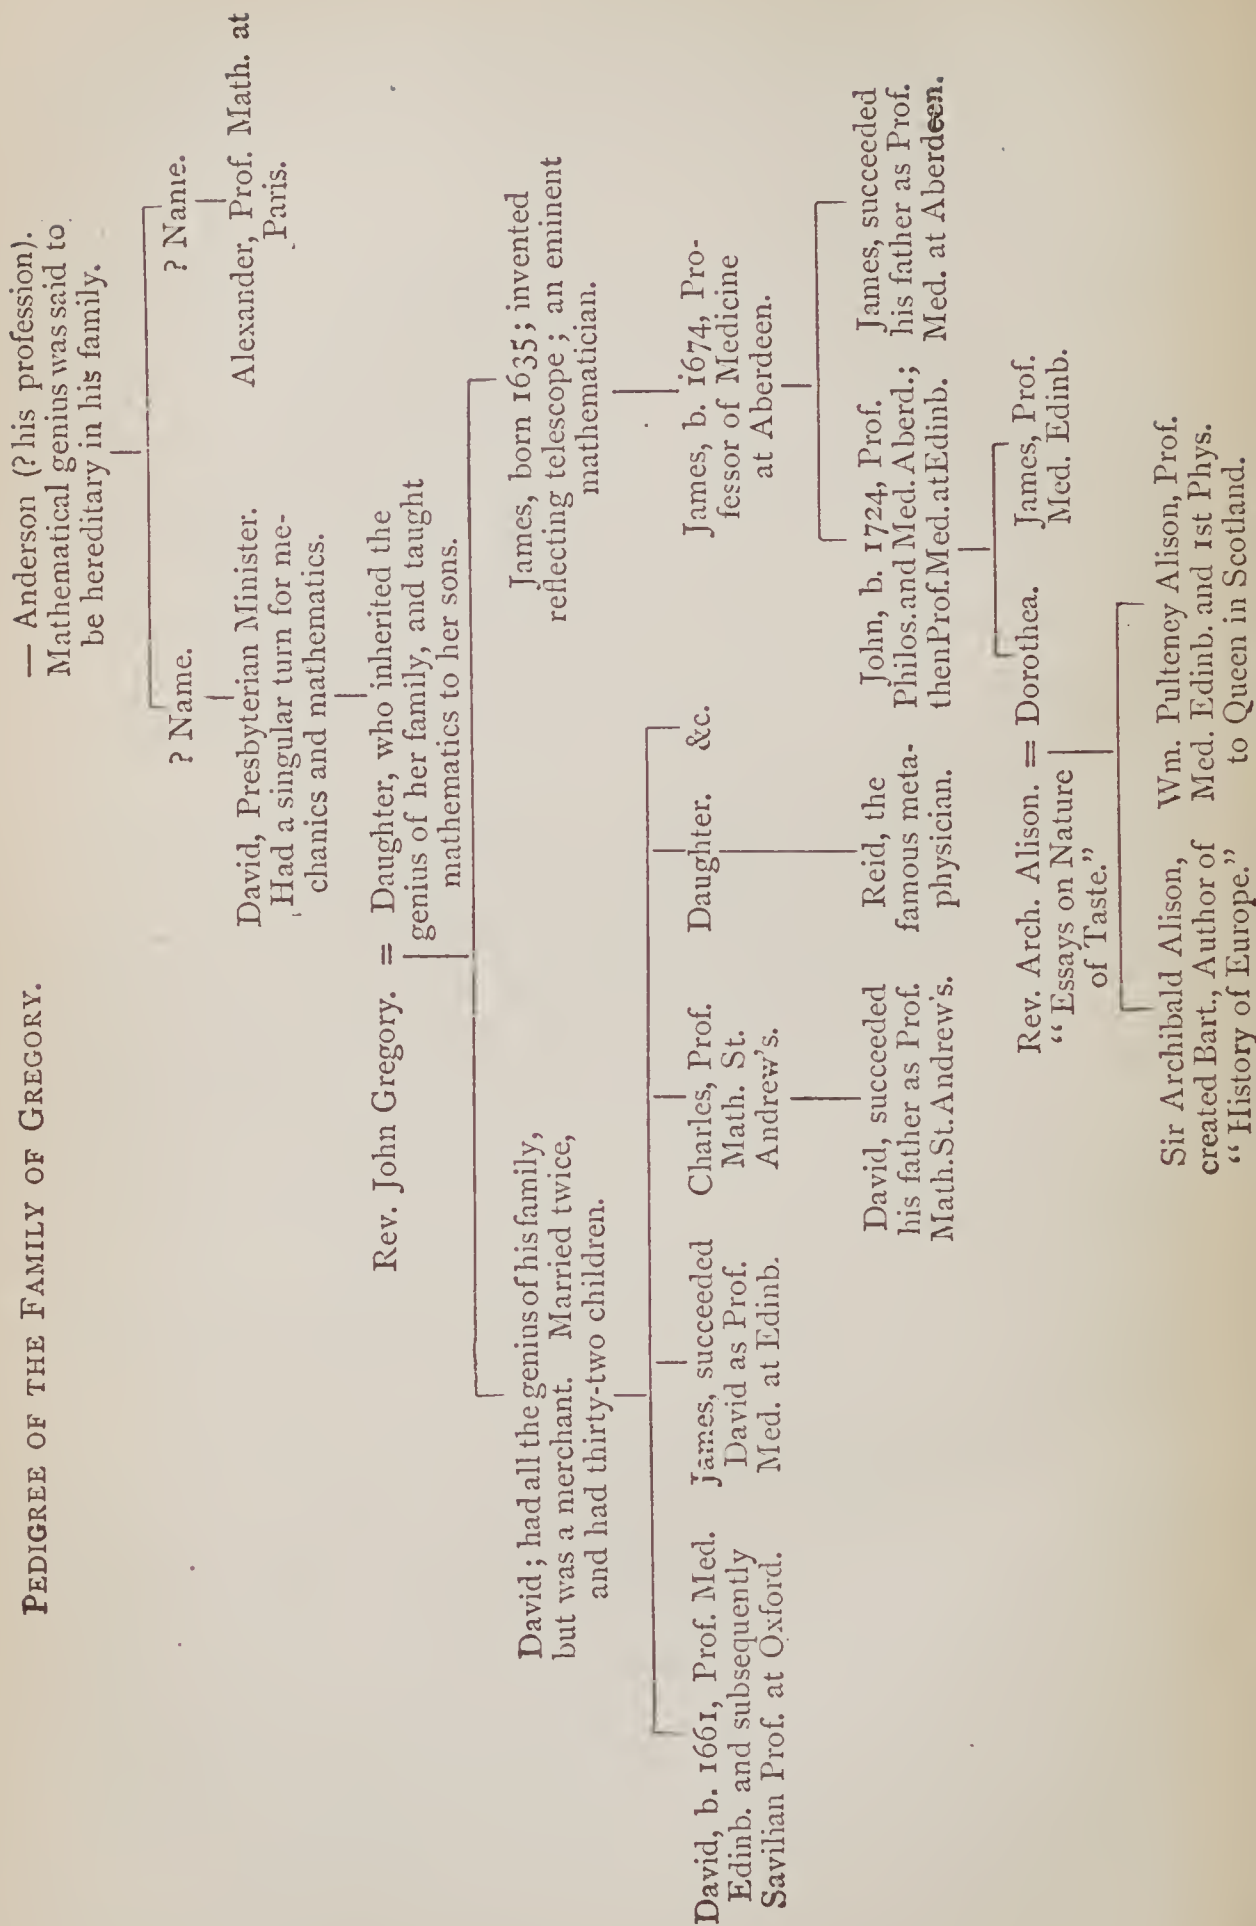 PEDIGREE OF THE FAMILY OF GREGORY.
— Anderson (? his profession).
Mathematical genius was said to
be hereditary in his family.
? Name.
? Name.
David, Presbyterian Minister.
Had a singular turn for me-
chanics and mathematics.
Alexander, Prof. Math. at
Paris.
Rev. John Gregory. = Daughter, who inherited the
genius of her family, and taught
mathematics to her sons.
David; had all the genius of his family,
but was a merchant. Married twice,
and had thirty-two children.
James, born 1635; invented
reflecting telescope; an eminent
mathematician.
David, b. 1661, Prof. Med.
Edinb. and subsequently
Savilian Prof. at Oxford.
James, succeeded
David as Prof.
Med. at Edinb.
Charles, Prof.
Math. St.
Andrew's.
Daughter.
&c.
James, b. 1674, Pro-
fessor of Medicine
at Aberdeen.
David, succeeded
his father as Prof.
Math. St. Andrew's.
Reid, the
famous meta-
physician.
John, b. 1724, Prof.
Philos. and Med. Aberd.;
then Prof. Med. at Edinb.
James, succeeded
his father as Prof.
Med. at Aberdeen.
Rev. Arch. Alison. = Dorothea.
“Essays on Nature
of Taste.”
James, Prof.
Med. Edinb.
Sir Archibald Alison,
created Bart., Author of
“History of Europe.”
Wm. Pulteney Alison, Prof.
Med. Edinb. and 1st Phys.
to Queen in Scotland.